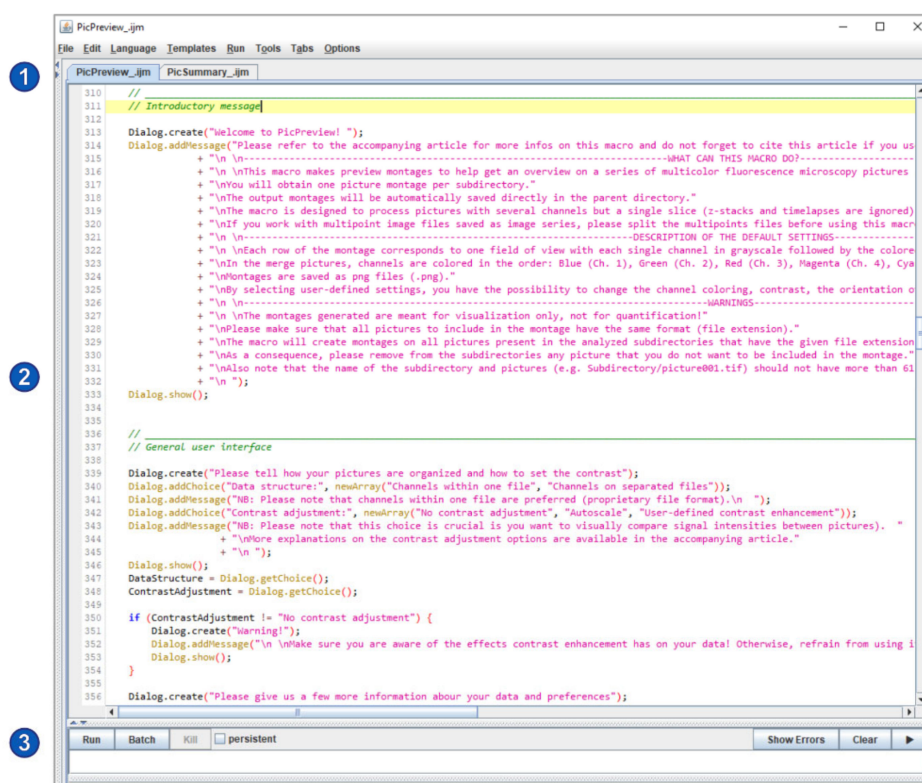 PicPreview_.ijm
File Edit Language Templates Run Tools Tabs Options
1
PicPreview_.ijm PicSummary_.ijm
310 // ___
311 // Introductory message
312
313 Dialog.create("Welcome to PicPreview! ");
314 Dialog.addMessage("Please refer to the accompanying article for more infos on this macro and do not forget to cite this article if you us
315 + "\n \n---WHAT CAN THIS MACRO DO?---
316 + "\n \nThis macro makes preview montages to help get an overview on a series of multicolor fluorescence microscopy pictures
317 + "\nYou will obtain one picture montage per subdirectory."
318 + "\nThe output montages will be automatically saved directly in the parent directory."
319 + "\nThe macro is designed to process pictures with several channels but a single slice (z-stacks and timelapses are ignored)
320 + "\nIf you work with multipoint image files saved as image series, please split the multipoints files before using this macr
321 + "\n \n---DESCRIPTION OF THE DEFAULT SETTINGS---
322 + "\n \nEach row of the montage corresponds to one field of view with each single channel in grayscale followed by the colore
323 + "\nIn the merge pictures, channels are colored in the order: Blue (Ch. 1), Green (Ch. 2), Red (Ch. 3), Magenta (Ch. 4), Cya
324 + "\nMontages are saved as png files (.png)."
325 + "\nBy selecting user-defined settings, you have the possibility to change the channel coloring, contrast, the orientation o
326 + "\n \n---WARNINGS---
327 + "\n \nThe montages generated are meant for visualization only, not for quantification!"
328 + "\nPlease make sure that all pictures to include in the montage have the same format (file extension)."
329 + "\nThe macro will create montages on all pictures present in the analyzed subdirectories that have the given file extension
330 + "\nAs a consequence, please remove from the subdirectories any picture that you do not want to be included in the montage."
2
331 + "\nAlso note that the name of the subdirectory and pictures (e.g. Subdirectory/picture001.tif) should not have more than 61
332 + "\n ");
333 Dialog.show();
334
335
336 // ___
337 // General user interface
338
339 Dialog.create("Please tell how your pictures are organized and how to set the contrast");
340 Dialog.addChoice("Data structure:", newArray("Channels within one file", "Channels on separated files"));
341 Dialog.addMessage("NB: Please note that channels within one file are preferred (proprietary file format).\n ");
342 Dialog.addChoice("Contrast adjustment:", newArray("No contrast adjustment", "Autoscale", "User-defined contrast enhancement"));
343 Dialog.addMessage("NB: Please note that this choice is crucial is you want to visually compare signal intensities between pictures). "
344 + "\nMore explanations on the contrast adjustment options are available in the accompanying article."
345 + "\n ");
346 Dialog.show();
347 DataStructure = Dialog.getChoice();
348 ContrastAdjustment = Dialog.getChoice();
349
350 if (ContrastAdjustment != "No contrast adjustment") {
351 Dialog.create("Warning!");
352 Dialog.addMessage("\n \nMake sure you are aware of the effects contrast enhancement has on your data! Otherwise, refrain from using i
353 Dialog.show();
354 }
355
356 Dialog.create("Please give us a few more information abour your data and preferences");
3
Run Batch Kill persistent Show Errors Clear